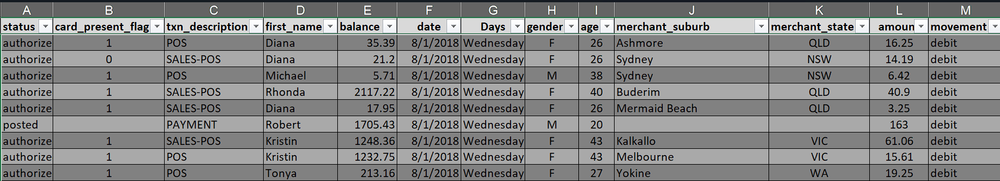 A B C D E F G H I J K L M
status card_present_flag txn_description first_name balance date Days gender age merchant_suburb merchant_state amoun movement
authorize 1 POS Diana 35.39 8/1/2018 Wednesday F 26 Ashmore QLD 16.25 debit
authorize 0 SALES-POS Diana 21.2 8/1/2018 Wednesday F 26 Sydney NSW 14.19 debit
authorize 1 POS Michael 5.71 8/1/2018 Wednesday M 38 Sydney NSW 6.42 debit
authorize 1 SALES-POS Rhonda 2117.22 8/1/2018 Wednesday F 40 Buderim QLD 40.9 debit
authorize 1 SALES-POS Diana 17.95 8/1/2018 Wednesday F 26 Mermaid Beach QLD 3.25 debit
posted PAYMENT Robert 1705.43 8/1/2018 Wednesday M 20 163 debit
authorize 1 SALES-POS Kristin 1248.36 8/1/2018 Wednesday F 43 Kalkallo VIC 61.06 debit
authorize 1 POS Kristin 1232.75 8/1/2018 Wednesday F 43 Melbourne VIC 15.61 debit
authorize 1 POS Tonya 213.16 8/1/2018 Wednesday F 27 Yokine WA 19.25 debit